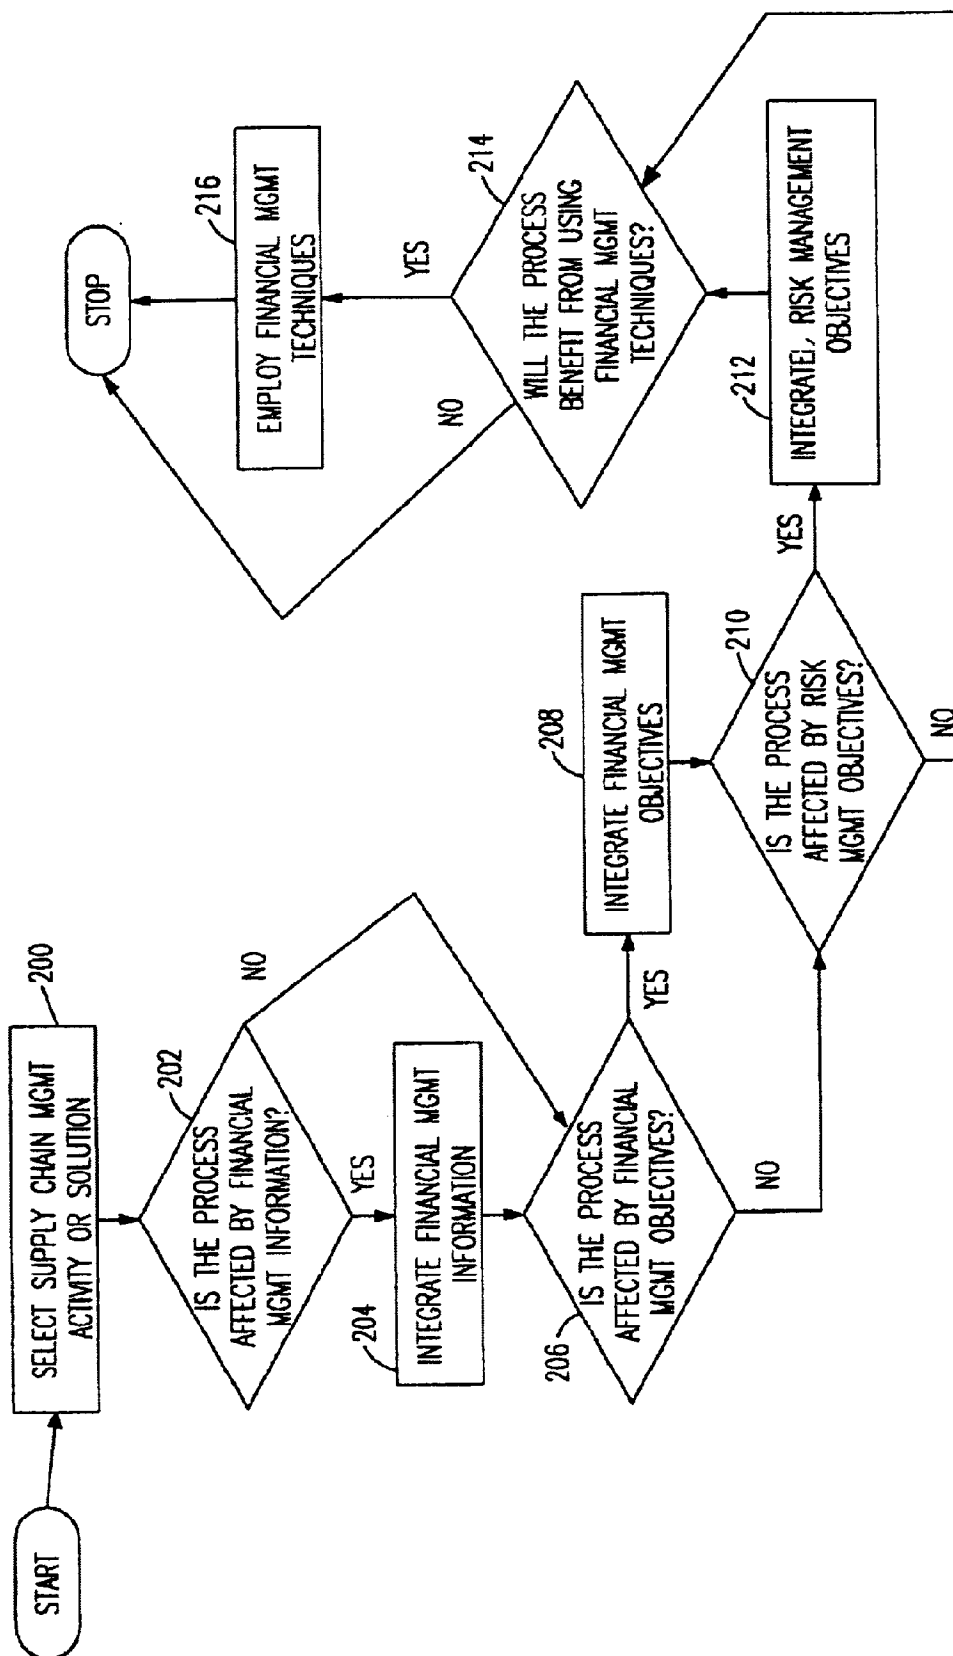 START
SELECT SUPPLY CHAIN MGMT
ACTIVITY OR SOLUTION
200
IS THE PROCESS
AFFECTED BY FINANCIAL
MGMT INFORMATION?
202
NO
YES
INTEGRATE FINANCIAL MGMT
INFORMATION
204
IS THE PROCESS
AFFECTED BY FINANCIAL
MGMT OBJECTIVES?
206
YES
NO
INTEGRATE FINANCIAL MGMT
OBJECTIVES
208
IS THE PROCESS
AFFECTED BY RISK
MGMT OBJECTIVES?
210
YES
NO
INTEGRATEL, RISK MANAGEMENT
OBJECTIVES
212
WILL THE PROCESS
BENEFIT FROM USING
FINANCIAL MGMT
TECHNIQUES?
214
NO
YES
EMPLOY FINANCIAL MGMT
TECHNIQUES
216
STOP